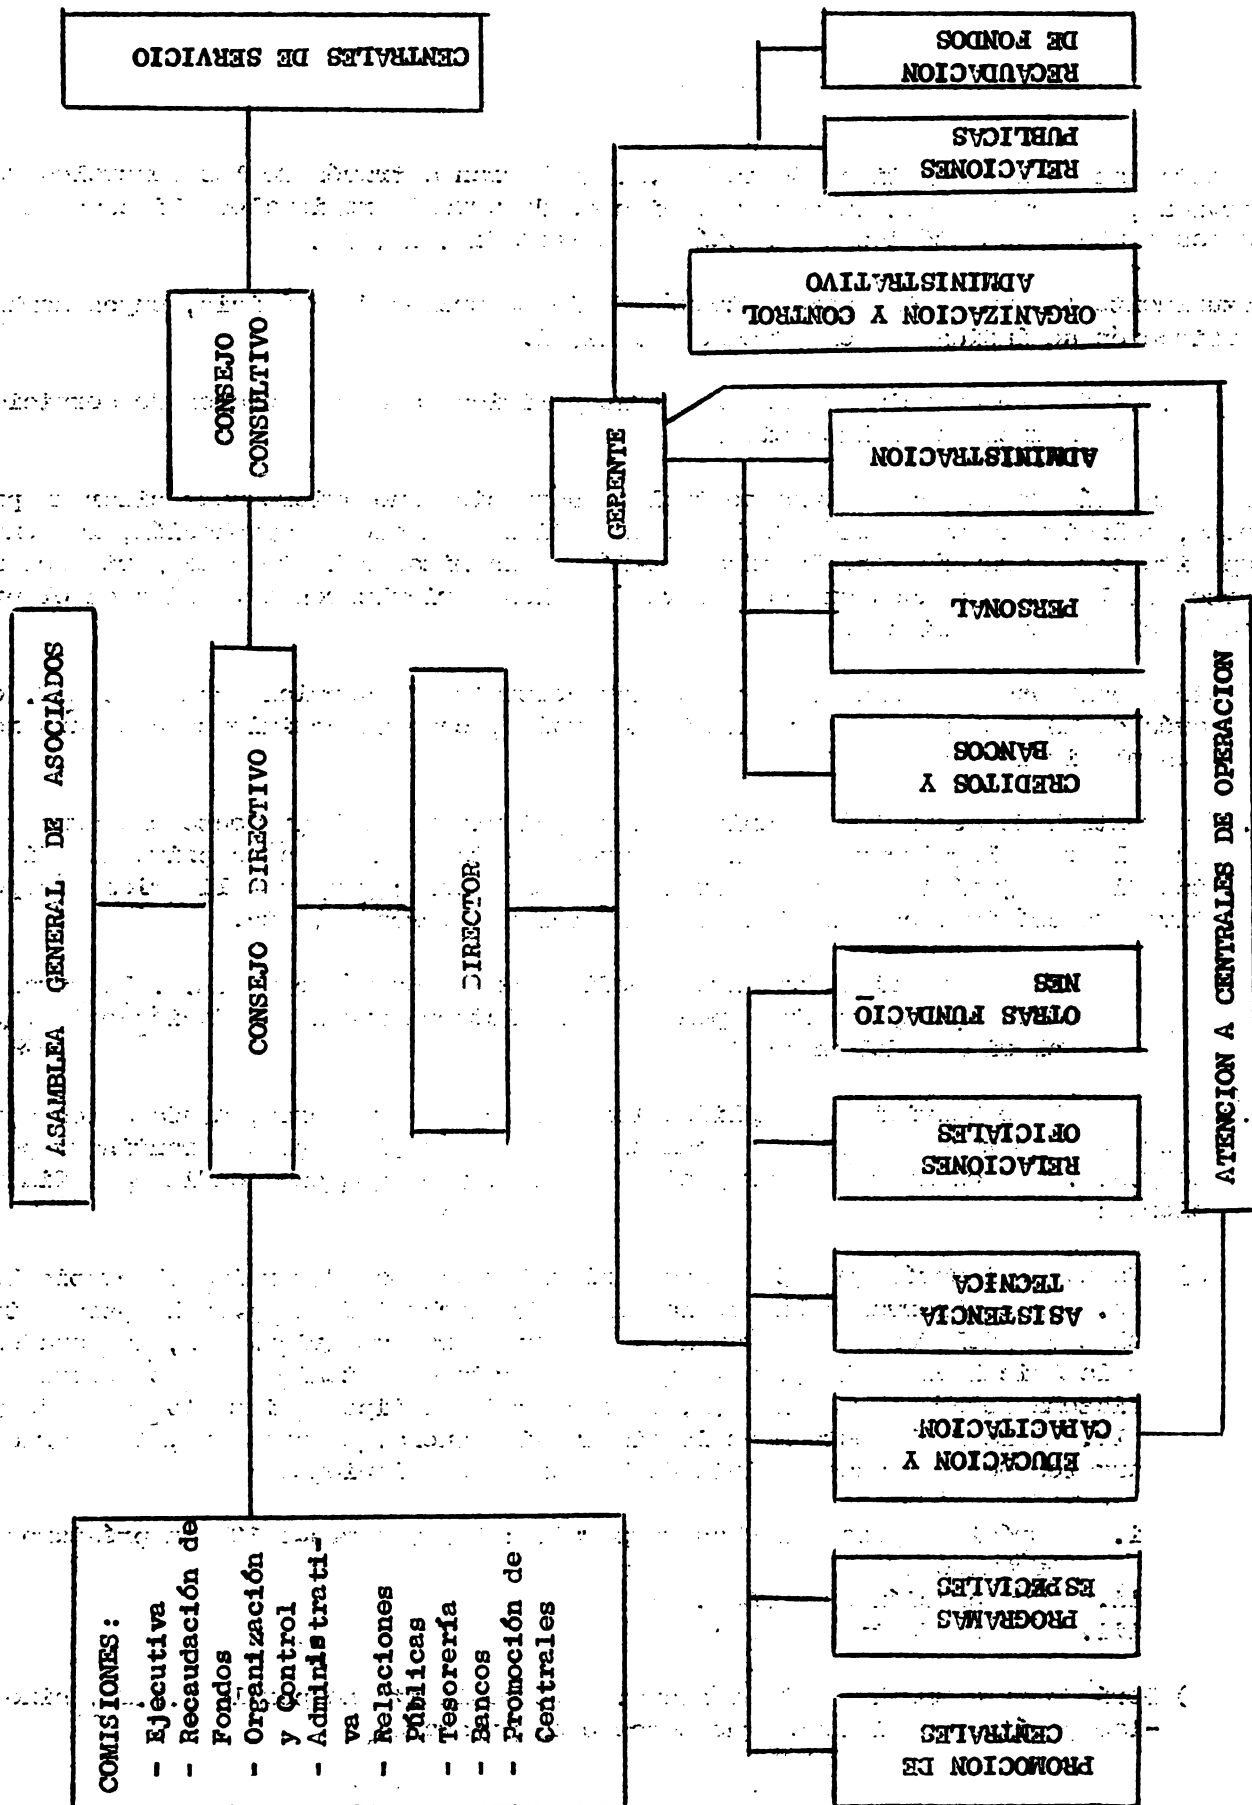 ASAMBLEA GENERAL DE ASOCIADOS
COMISIONES:
- Ejecutiva
- Recaudación de
Fondos
- Organización
y Control
- Administrati-
va
- Relaciones
Públicas
- Tesorería
- Bancos
- Promoción de
Centrales
CONSEJO DIRECTIVO
CONSEJO
CONSULTIVO
CENTRALES DE SERVICIO
DIRECTOR
GERENTE
PROMOCION DE
CENTRALES
PROGRAMAS
ESPECIALES
EDUCACION Y
CAPACITACION
ASISTENCIA
TECNICA
RELACIONES
OFICIALES
OTRAS FUNDACIO
NES
CREDITOS Y
BANCOS
PERSONAL
ADMINISTRACION
ORGANIZACION Y CONTROL
ADMINISTRATIVO
RELACIONES
PUBLICAS
RECAUDACION
DE FONDOS
ATENCION A CENTRALES DE OPERACION